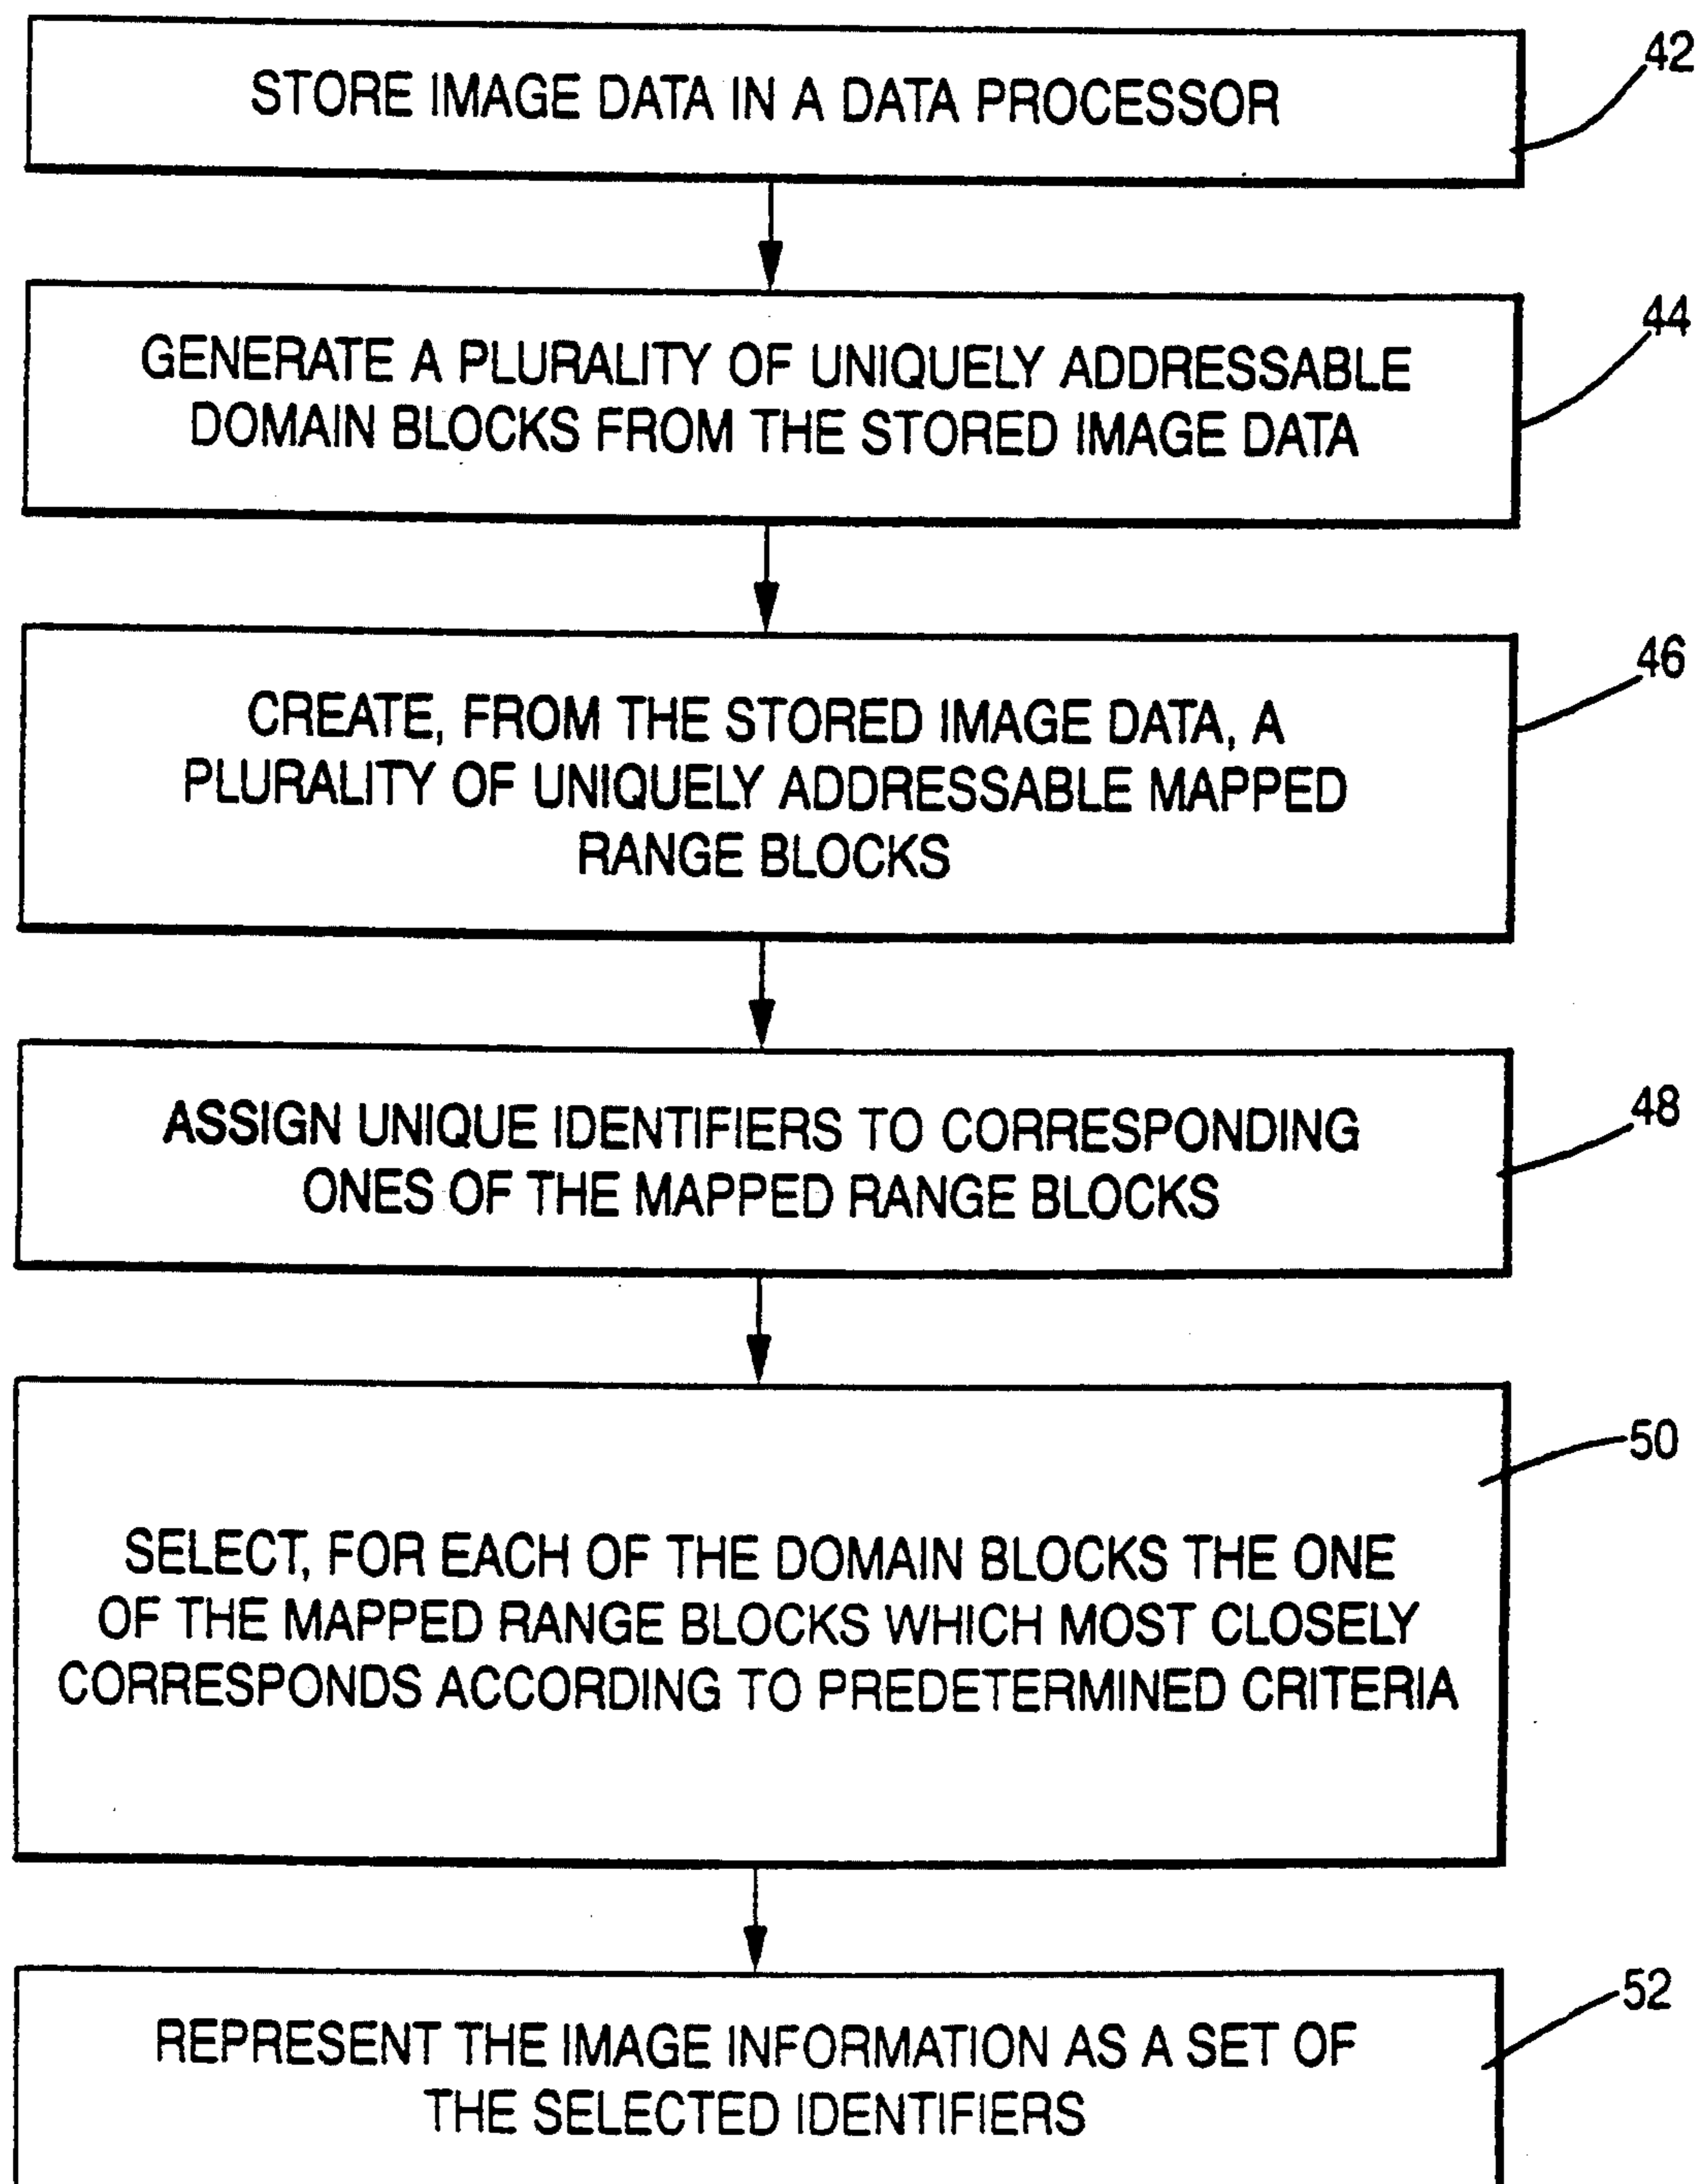 42
STORE IMAGE DATA IN A DATA PROCESSOR
44
GENERATE A PLURALITY OF UNIQUELY ADDRESSABLE
DOMAIN BLOCKS FROM THE STORED IMAGE DATA
46
CREATE, FROM THE STORED IMAGE DATA, A
PLURALITY OF UNIQUELY ADDRESSABLE MAPPED
RANGE BLOCKS
48
ASSIGN UNIQUE IDENTIFIERS TO CORRESPONDING
ONES OF THE MAPPED RANGE BLOCKS
50
SELECT, FOR EACH OF THE DOMAIN BLOCKS THE ONE
OF THE MAPPED RANGE BLOCKS WHICH MOST CLOSELY
CORRESPONDS ACCORDING TO PREDETERMINED CRITERIA
52
REPRESENT THE IMAGE INFORMATION AS A SET OF
THE SELECTED IDENTIFIERS